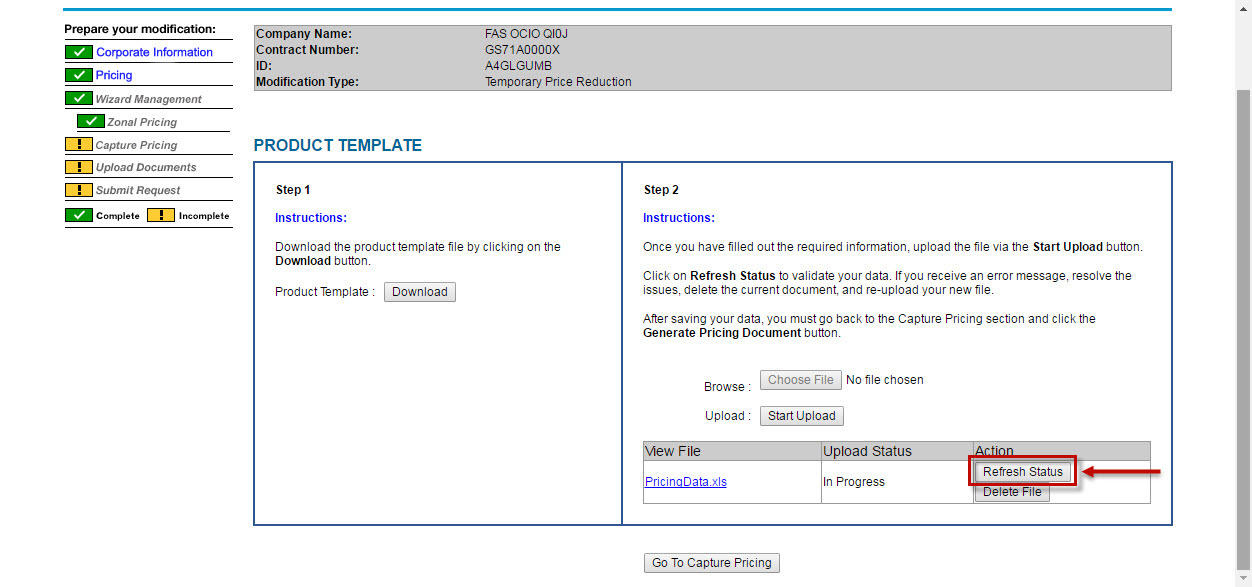 Prepare your modification:
Corporate Information
Pricing
Wizard Management
Zonal Pricing
Capture Pricing
Upload Documents
Submit Request
Complete ! Incomplete
Company Name: FAS OCIO QI0J
Contract Number: GS71A0000X
ID: A4GLGUMB
Modification Type: Temporary Price Reduction
PRODUCT TEMPLATE
Step 1
Instructions:
Download the product template file by clicking on the
Download button.
Product Template : Download
Step 2
Instructions:
Once you have filled out the required information, upload the file via the Start Upload button.
Click on Refresh Status to validate your data. If you receive an error message, resolve the
issues, delete the current document, and re-upload your new file.
After saving your data, you must go back to the Capture Pricing section and click the
Generate Pricing Document button.
Browse : Choose File No file chosen
Upload : Start Upload
View File Upload Status Action
PricingData.xls In Progress Refresh Status
Delete File
Go To Capture Pricing